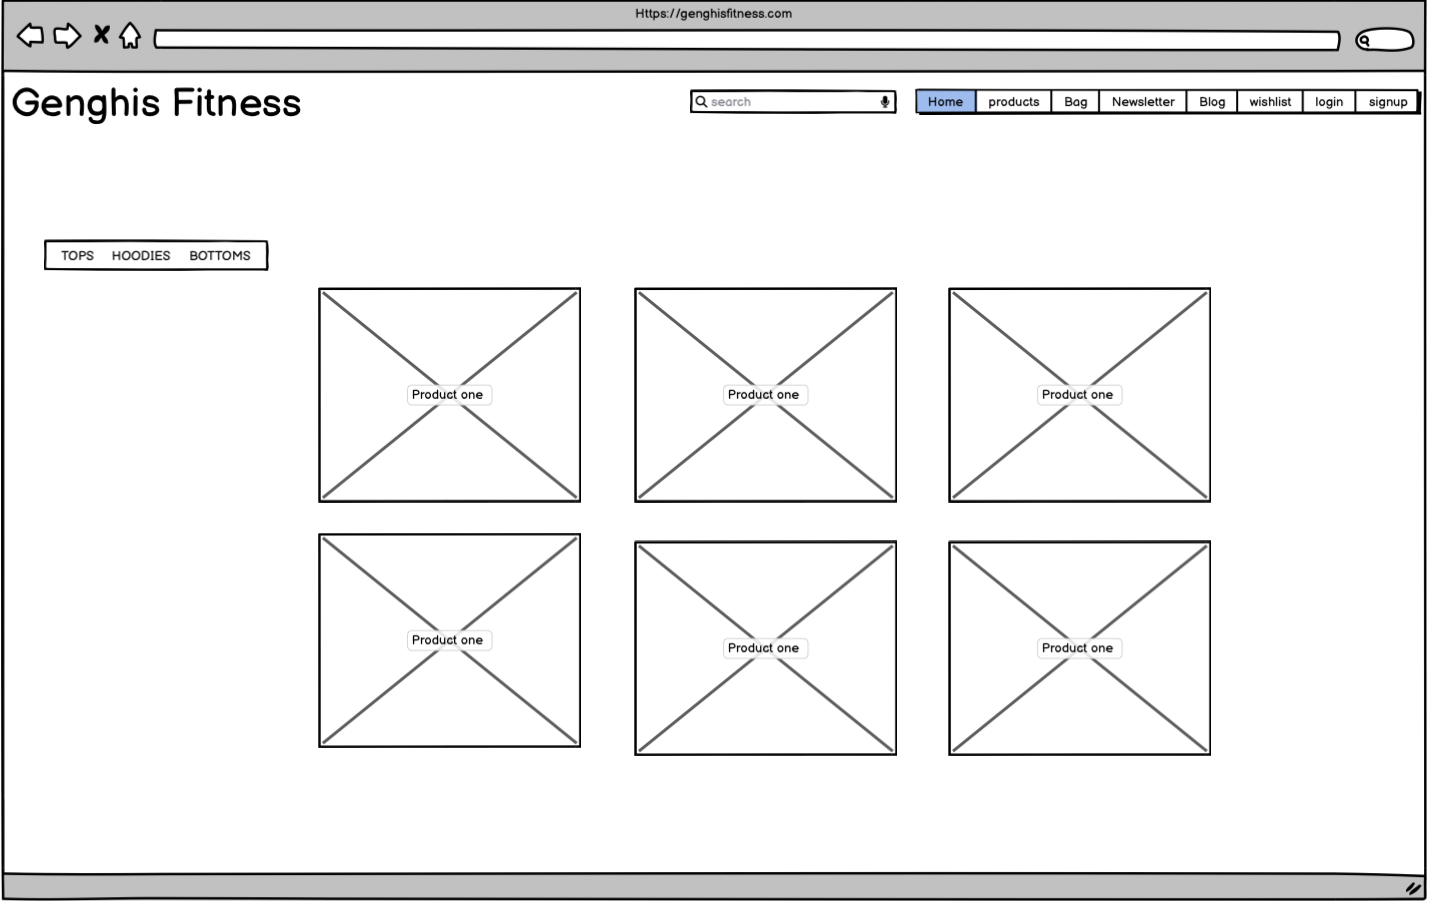 Https://genghisfitness.com
Genghis Fitness
search
Home products Bag Newsletter Blog wishlist login signup
TOPS HOODIES BOTTOMS
Product one Product one Product one
Product one Product one Product one